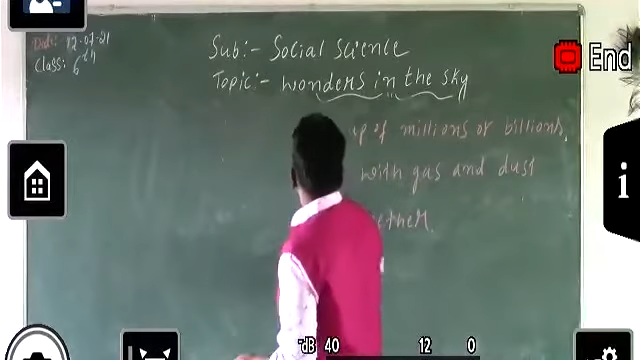 Date: 12.07.21
Class: 6th
Sub:- Social Science
Topic:- Wonders in the sky
up of millions or billions,
with gas and dust
ether.
End
i
-dB 40 12 0